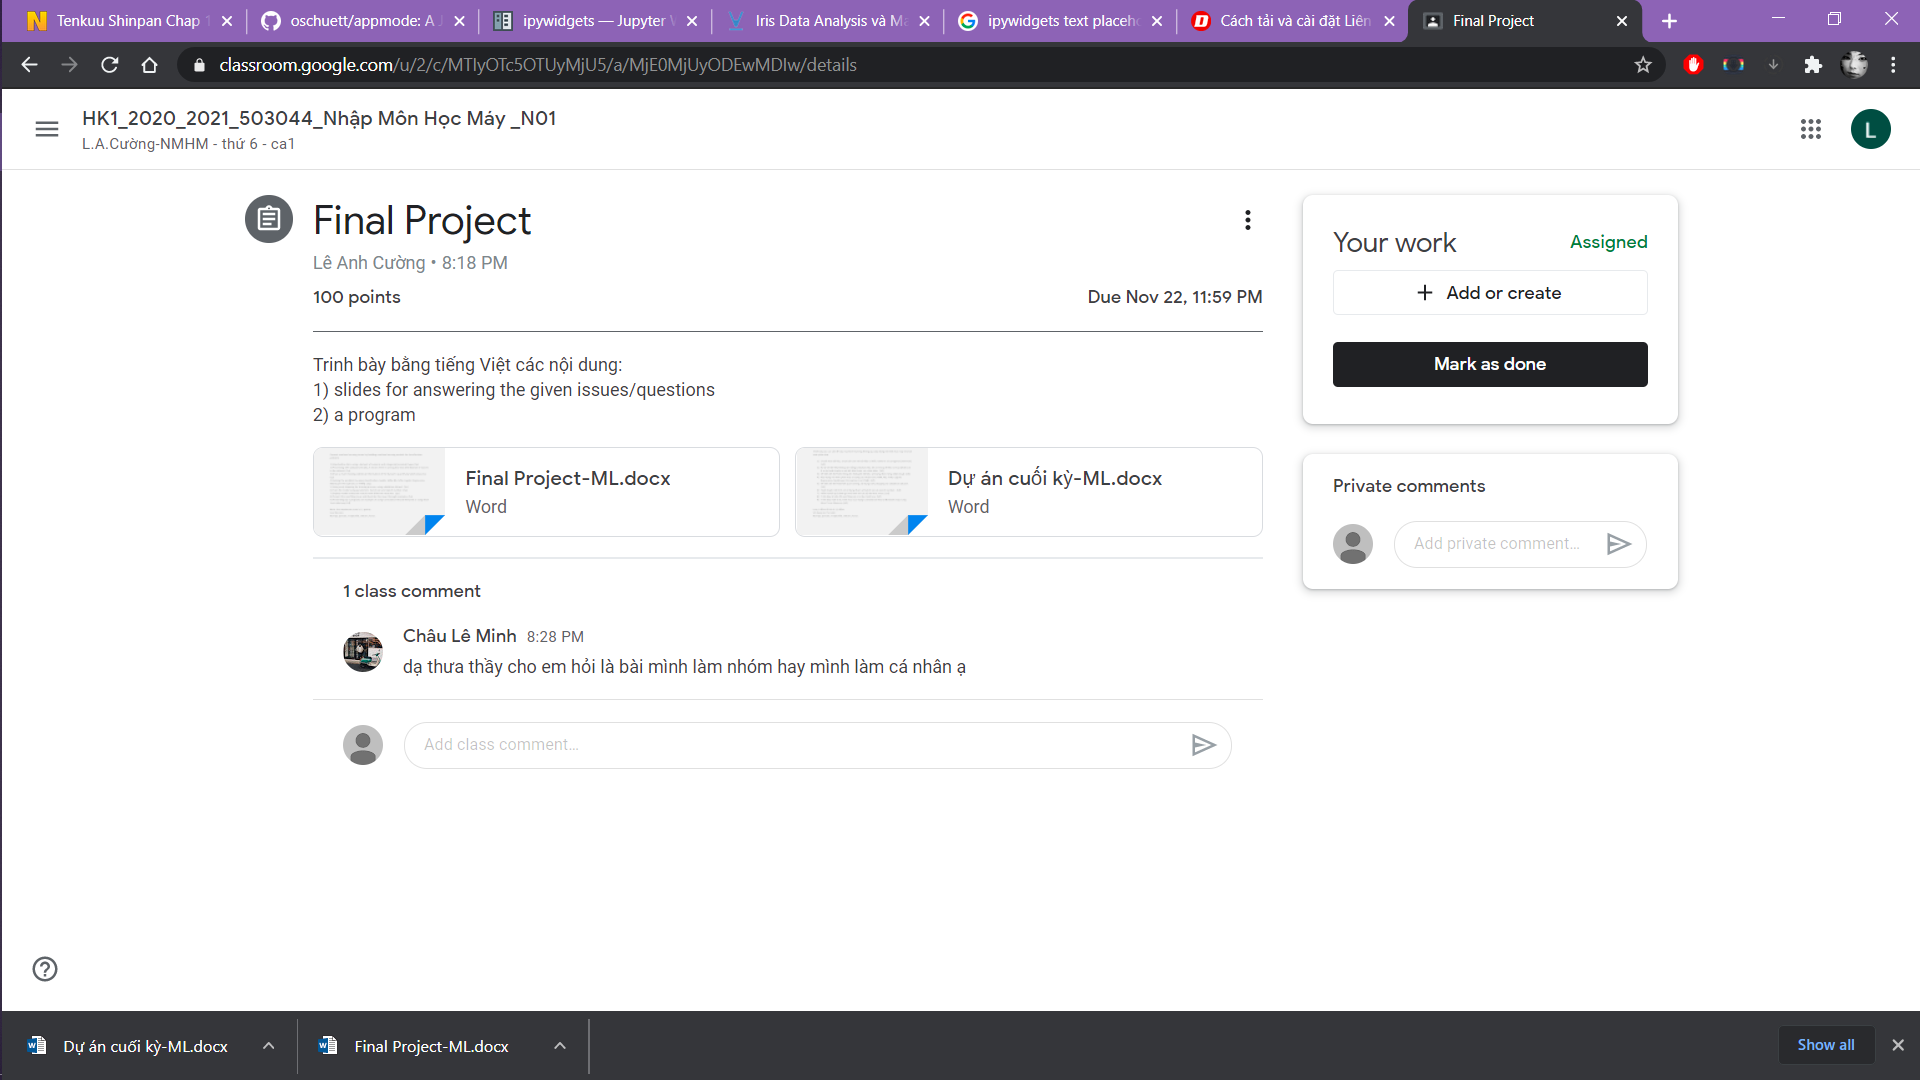 Tenkuu Shinpan Chap
oschuett/appmode: A J
ipywidgets — Jupyter
Iris Data Analysis và Ma
ipywidgets text placeho
Cách tải và cài đặt Liên
Final Project
classroom.google.com/u/2/c/MTIyOTc5OTUyMjU5/a/MjE0MjUyODEwMDIw/details
HK1_2020_2021_503044_Nhập Môn Học Máy _N01
L.A.Cường-NMHM - thứ 6 - ca1
L
Final Project
Lê Anh Cường • 8:18 PM
100 points
Due Nov 22, 11:59 PM
Trinh bày bằng tiếng Việt các nội dung:
1) slides for answering the given issues/questions
2) a program
Final Project-ML.docx
Word
Dự án cuối kỳ-ML.docx
Word
1 class comment
Châu Lê Minh 8:28 PM
dạ thưa thầy cho em hỏi là bài mình làm nhóm hay mình làm cá nhân ạ
Add class comment...
Your work
Assigned
+ Add or create
Mark as done
Private comments
Add private comment...
Dự án cuối kỳ-ML.docx
Final Project-ML.docx
Show all